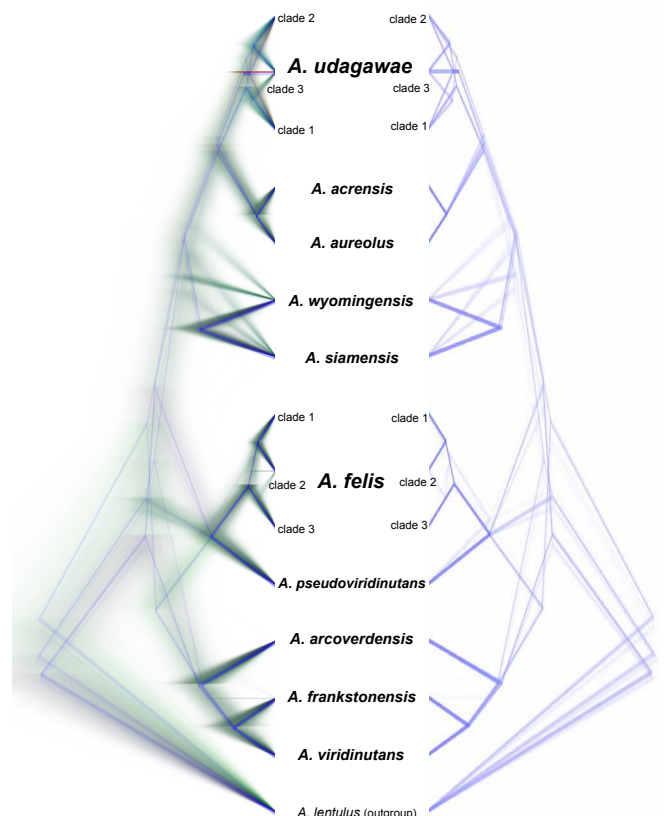 clade 2 clade 2
A. udagawae
clade 3 clade 3
clade 1 clade 1
A. acrensis
A. aureolus
A. wyomingensis
A. siamensis
clade 1 clade 1
clade 2 A. felis clade 2
clade 3 clade 3
A. pseudoviridinutans
A. arcoverdensis
A. frankstonensis
A. viridinutans
A. lentulus (outgroup)